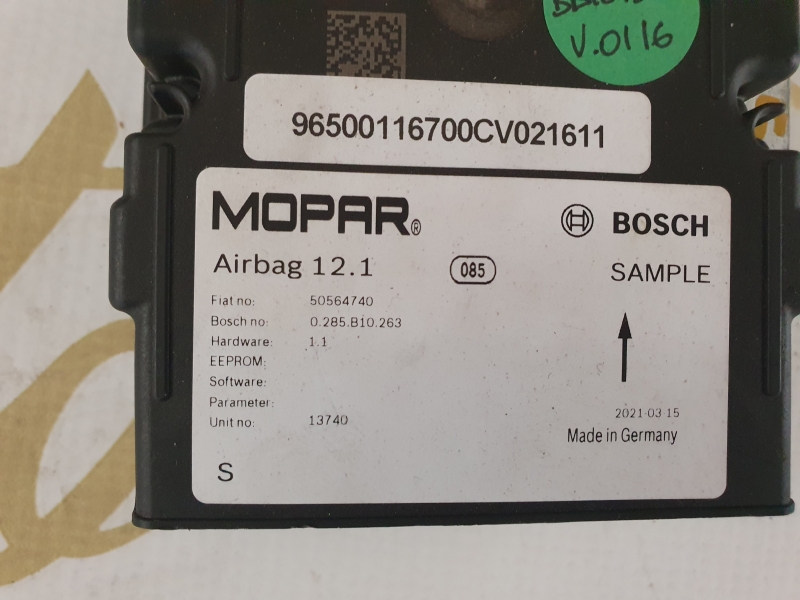 V.0116
96500116700CV021611
MOPAR®
BOSCH
Airbag 12.1
085
SAMPLE
Fiat no: 50564740
Bosch no: 0.285.B10.263
Hardware: 1.1
EEPROM:
Software:
Parameter:
Unit no: 13740
2021-03 15
Made in Germany
S